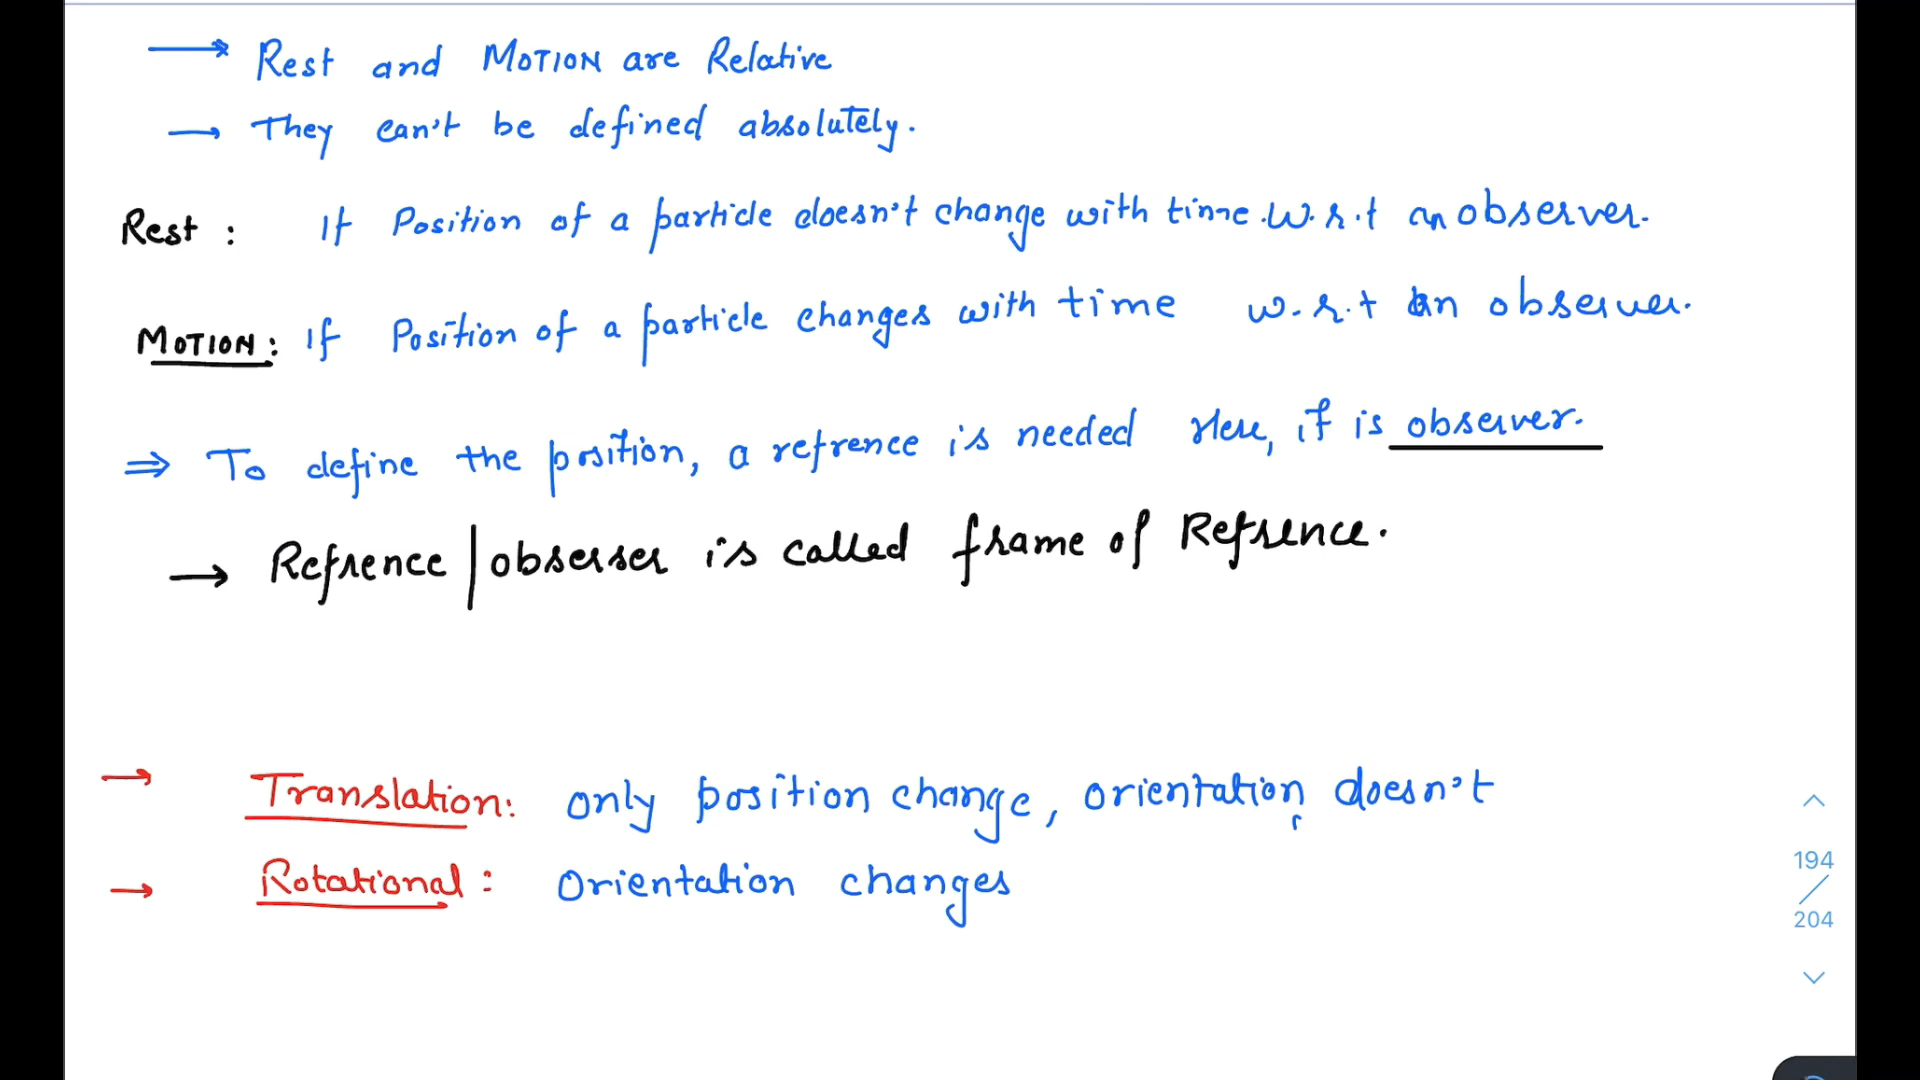 Rest and MOTION are Relative
They can't be defined absolutely.
Rest : If Position of a particle doesn't change with time. W.r.t an observer.
MOTION : If Position of a particle changes with time w.r.t an observer.
⇒ To define the position, a refrence is needed Here, it is observer.
→ Refrence | obserser is called frame of Refrence.
→ Translation: only position change, orientation doesn't
→ Rotational : Orientation changes
194
/
204